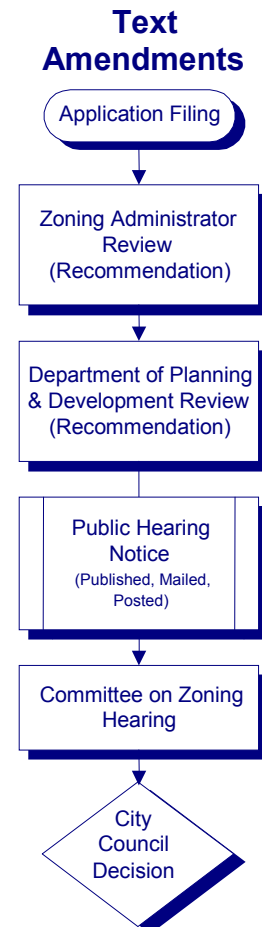 Text
Amendments
Application Filing
Zoning Administrator
Review
(Recommendation)
Department of Planning
& Development Review
(Recommendation)
Public Hearing
Notice
(Published, Mailed,
Posted)
Committee on Zoning
Hearing
City
Council
Decision